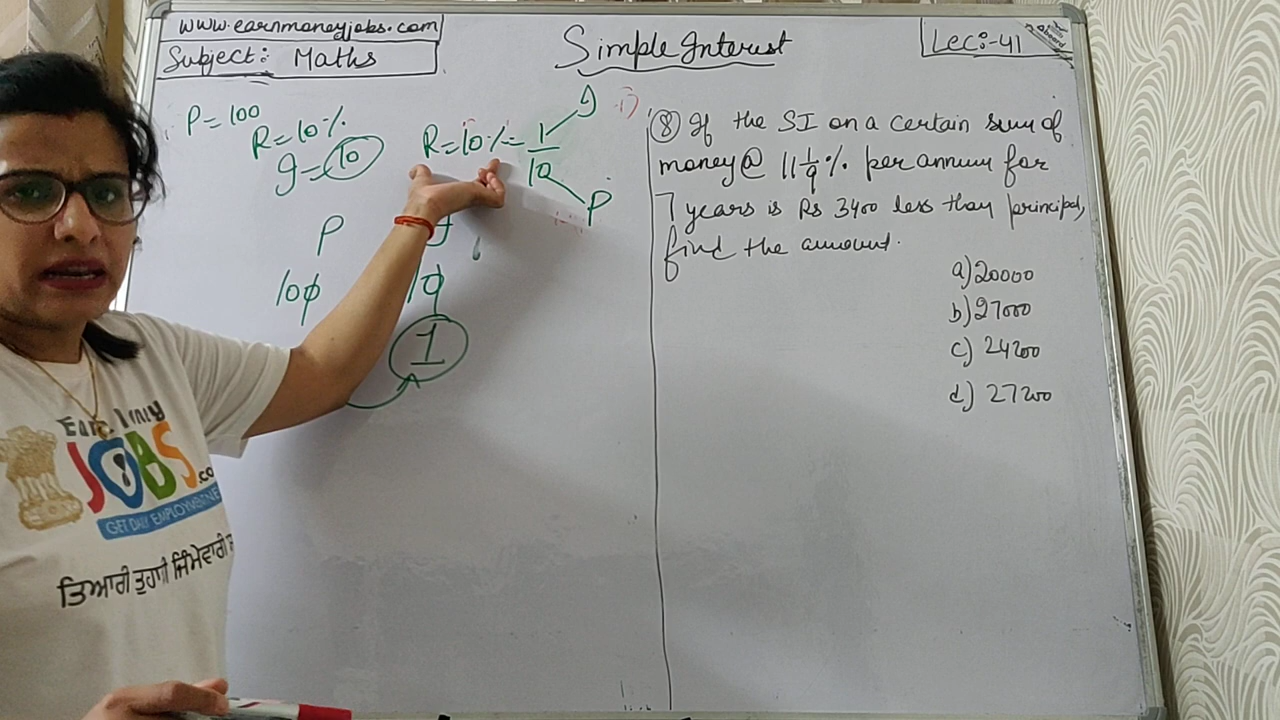 www.earnmoneyjobs.com
Subject: Maths
Simple Interest
Lec:-41
P=100
R=10%
I=10
R=10%=1/10
I
P
P
100
10
1
⑧ If the SI on a certain sum of
money @ 11 1/9 % per annum for
7 years is Rs 3400 less than principal,
find the amount.
a) 20000
b) 27000
c) 24200
d) 27200
JOBS.co
GET DAILY EMPLOYMENT NE
ਤਿਆਰੀ ਤੁਹਾਡੀ ਜਿੰਮੇਵਾਰੀ